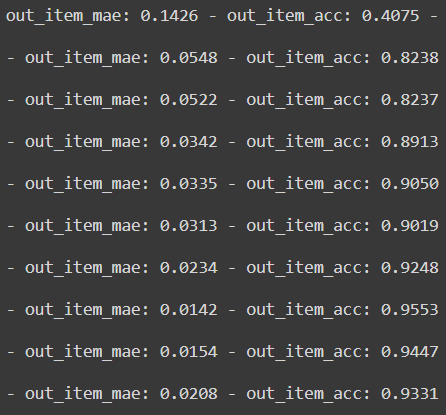 out_item_mae: 0.1426 - out_item_acc: 0.4075 -
- out_item_mae: 0.0548 - out_item_acc: 0.8238
- out_item_mae: 0.0522 - out_item_acc: 0.8237
- out_item_mae: 0.0342 - out_item_acc: 0.8913
- out_item_mae: 0.0335 - out_item_acc: 0.9050
- out_item_mae: 0.0313 - out_item_acc: 0.9019
- out_item_mae: 0.0234 - out_item_acc: 0.9248
- out_item_mae: 0.0142 - out_item_acc: 0.9553
- out_item_mae: 0.0154 - out_item_acc: 0.9447
- out_item_mae: 0.0208 - out_item_acc: 0.9331